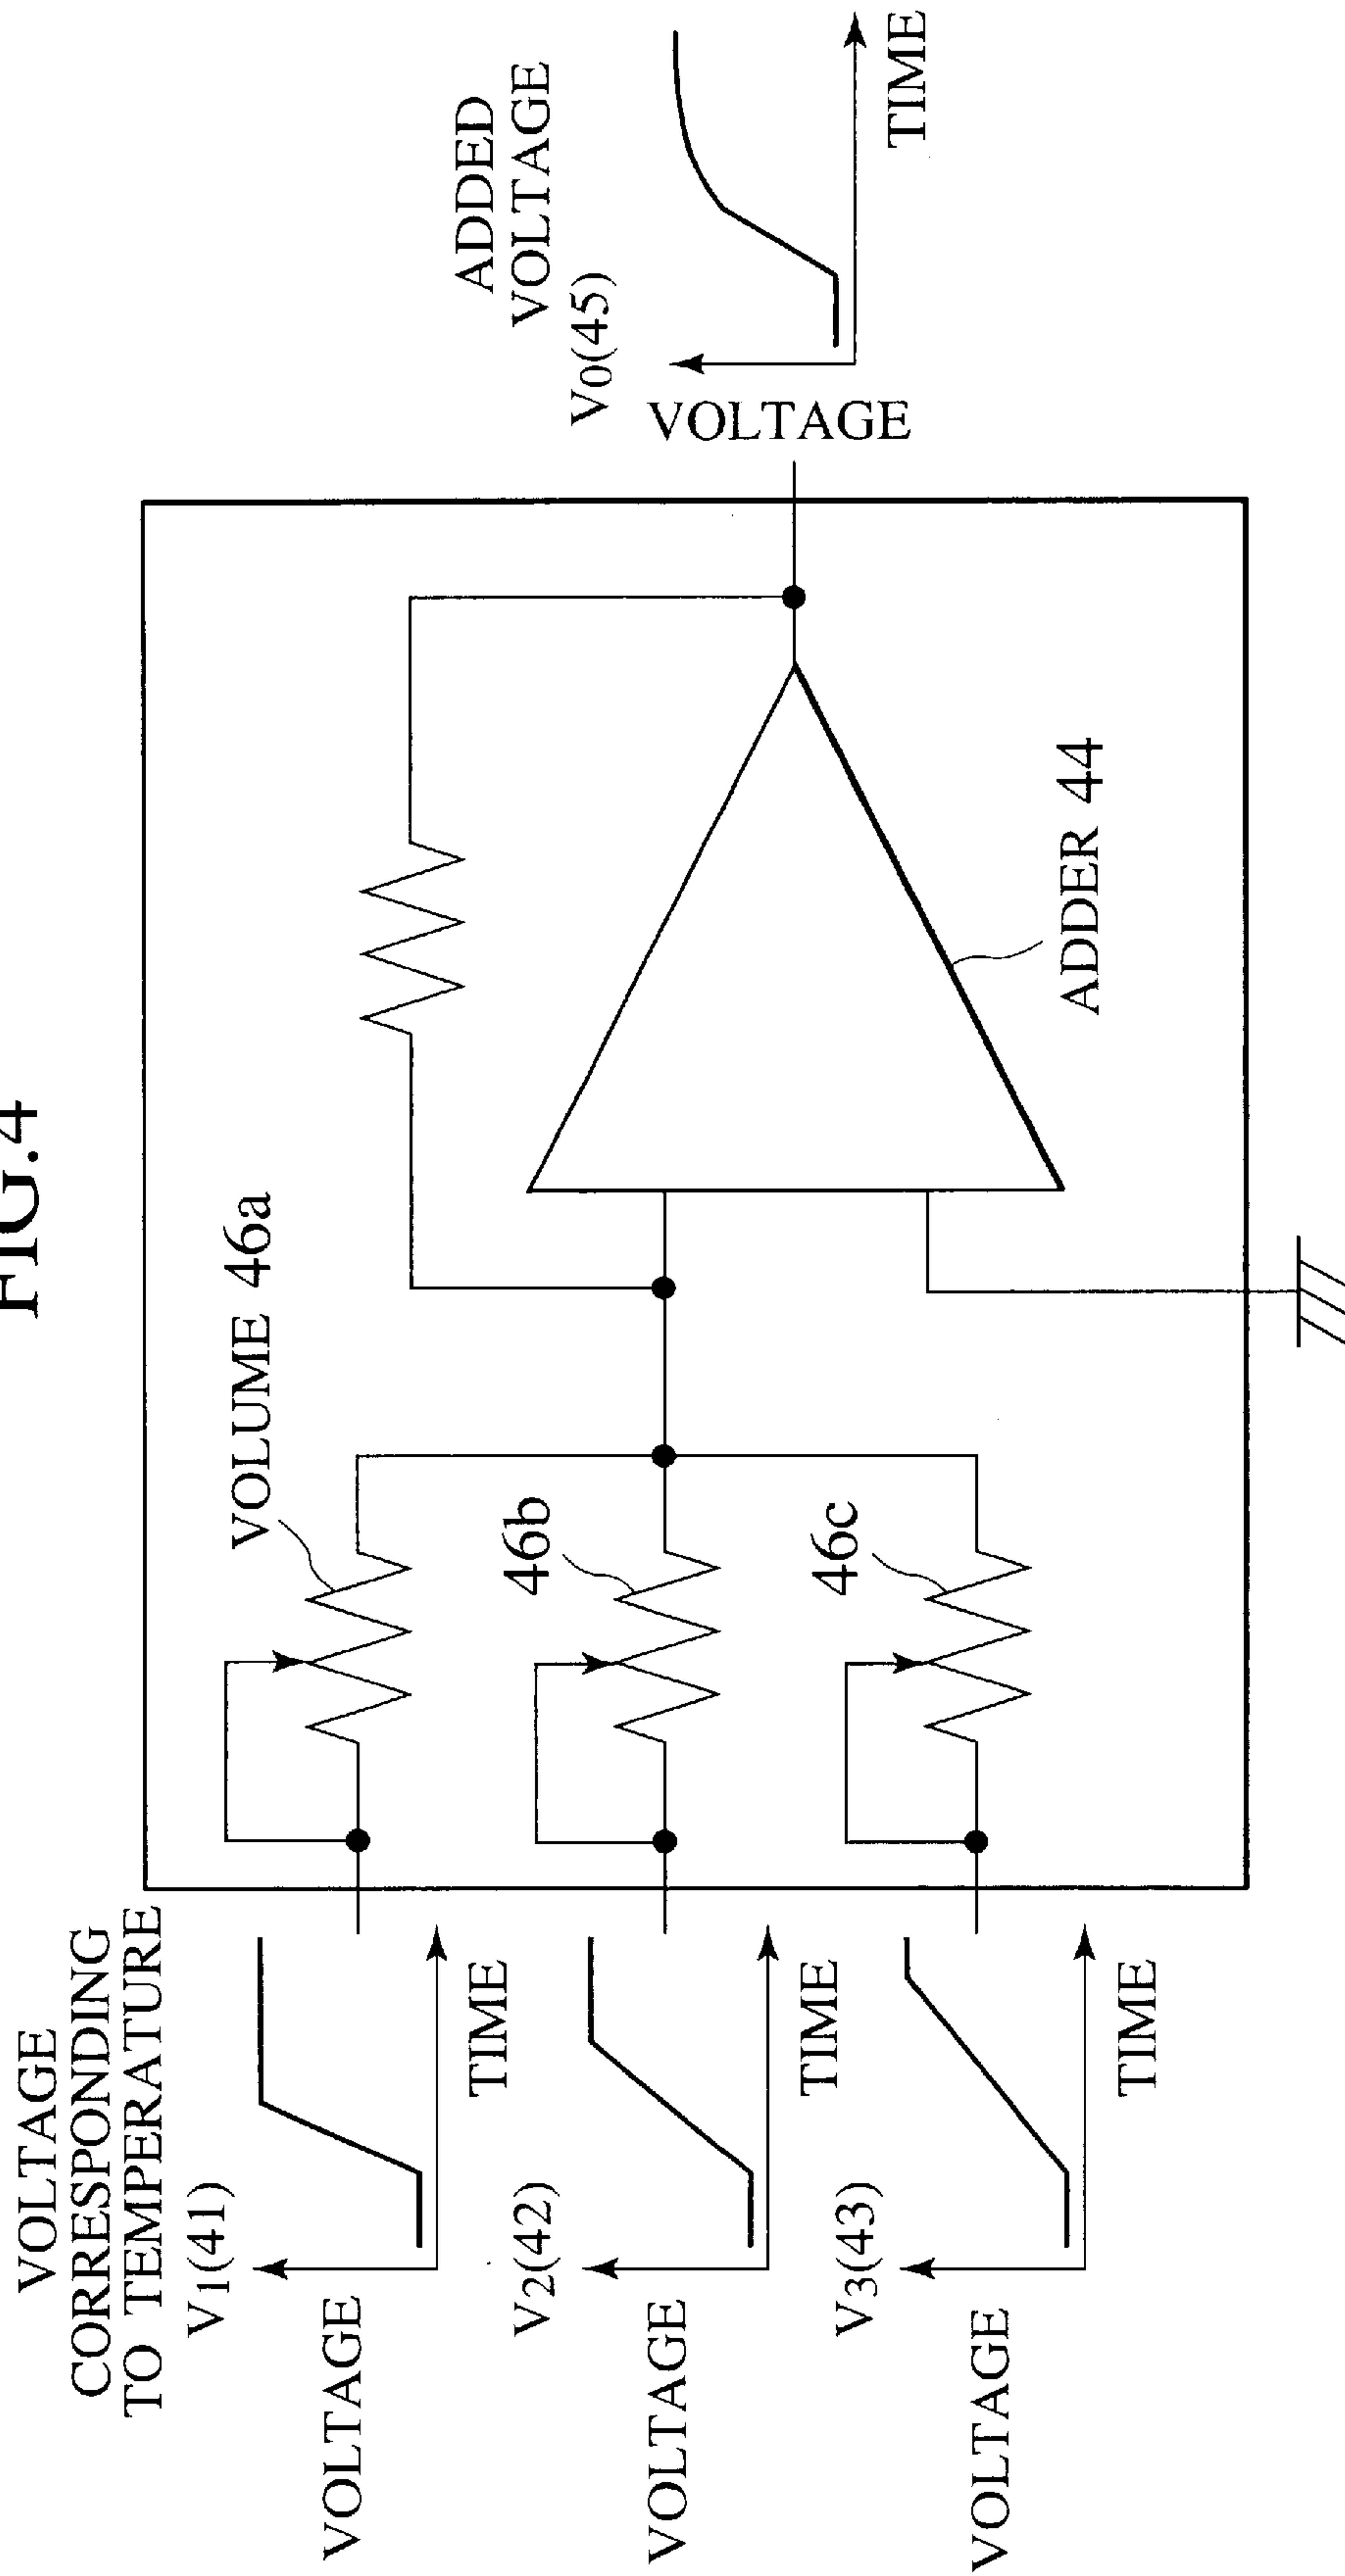 FIG.4
VOLTAGE
CORRESPONDING
TO TEMPERATURE
V1(41)
VOLTAGE
TIME
V2(42)
VOLTAGE
TIME
V3(43)
VOLTAGE
TIME
VOLUME 46a
46b
46c
ADDER 44
ADDED
VOLTAGE
V0(45)
VOLTAGE
TIME